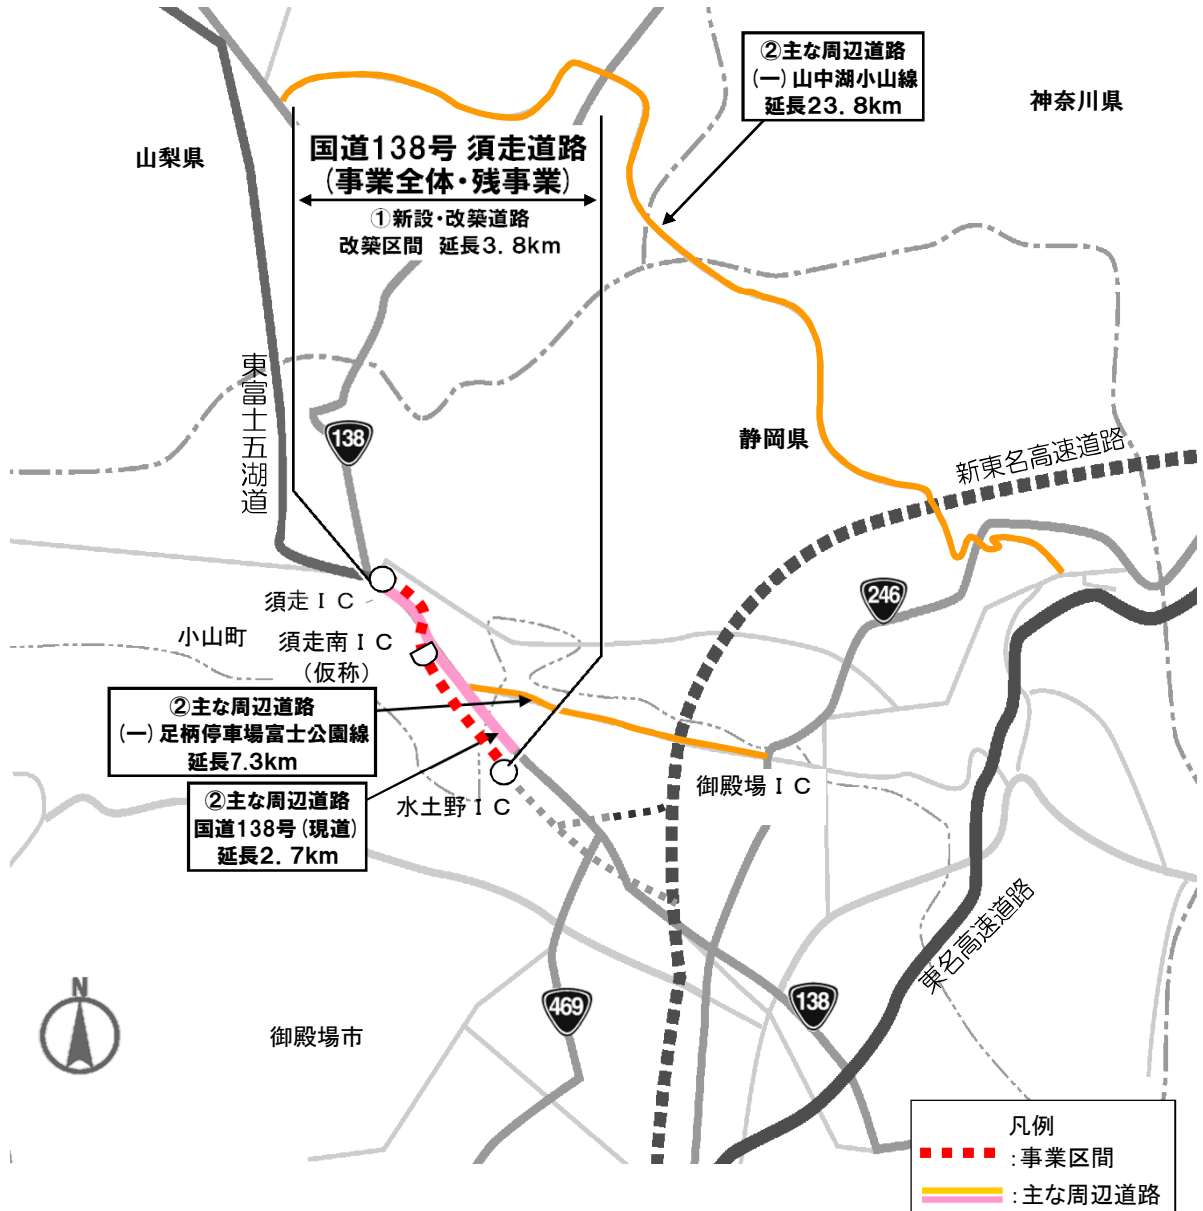 ②主な周辺道路
(一)山中湖小山線
延長23.8km
神奈川県
山梨県
国道138号 須走道路
(事業全体・残事業)
①新設・改築道路
改築区間 延長3.8km
東富士五湖道
138
静岡県
新東名高速道路
須走IC
246
小山町
須走南IC
(仮称)
②主な周辺道路
(一)足柄停車場富士公園線
延長7.3km
②主な周辺道路
国道138号(現道)
延長2.7km
水土野IC
御殿場IC
東名高速道路
N
469
138
御殿場市
凡例
:事業区間
:主な周辺道路